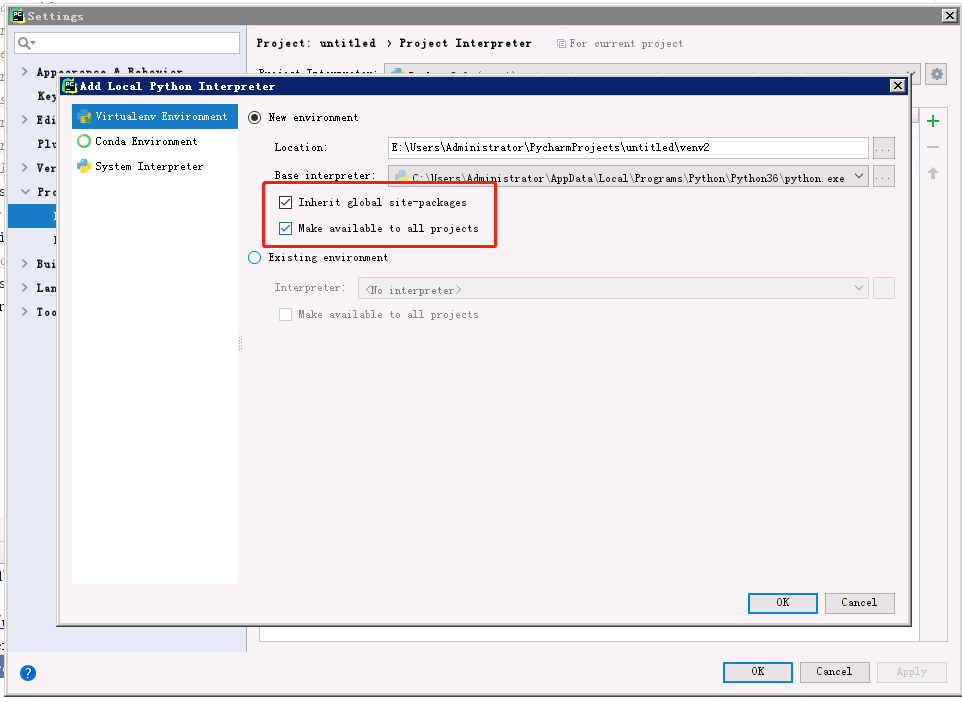 Settings
Project: untitled › Project Interpreter For current project
Appearance & Behavior
Project Interpreter:
Add Local Python Interpreter
Virtualenv Environment
Conda Environment
System Interpreter
New environment
Location: E:\Users\Administrator\PycharmProjects\untitled\venv2 ...
Base interpreter: C:\Users\Administrator\AppData\Local\Programs\Python\Python36\python.exe ...
Inherit global site-packages
Make available to all projects
Existing environment
Interpreter: <No interpreter> ...
Make available to all projects
Key
Edi
Plu
Ver
Pro
Bui
Lan
Too
OK Cancel
OK Cancel Apply